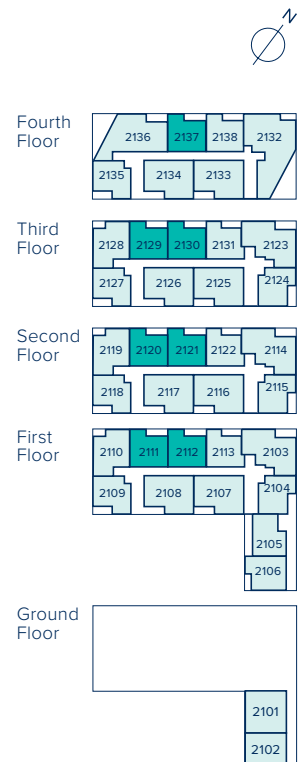 N
Fourth
Floor
2136 2137 2138 2132
2135 2134 2133
Third
Floor
2128 2129 2130 2131 2123
2127 2126 2125 2124
Second
Floor
2119 2120 2121 2122 2114
2118 2117 2116 2115
First
Floor
2110 2111 2112 2113 2103
2109 2108 2107 2104
2105
2106
Ground
Floor
2101
2102